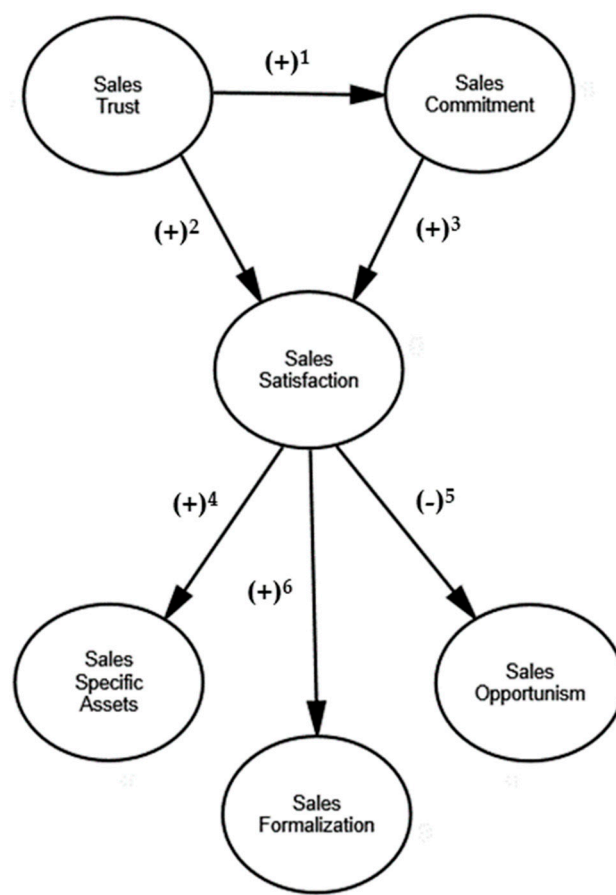 Sales
Trust
(+)1
Sales
Commitment
(+)2
(+)3
Sales
Satisfaction
(+)4
(+)6
(-)5
Sales
Specific
Assets
Sales
Opportunism
Sales
Formalization